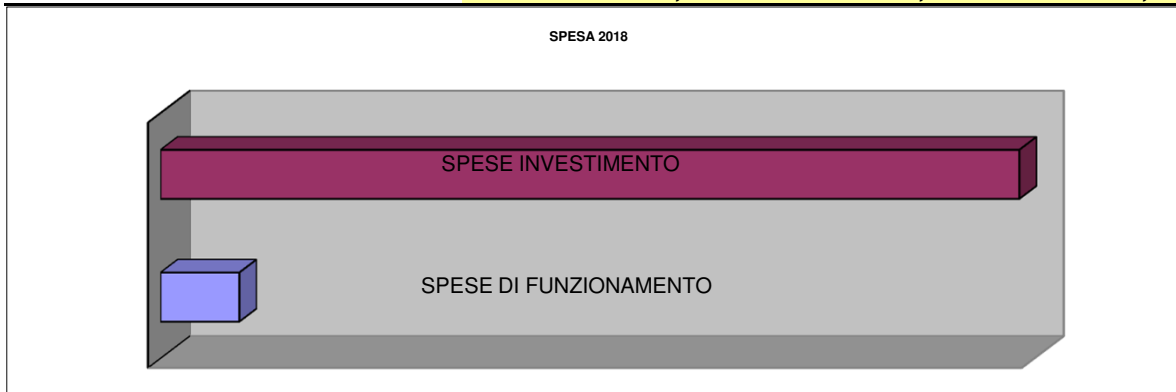 SPESA 2018
SPESE INVESTIMENTO
SPESE DI FUNZIONAMENTO